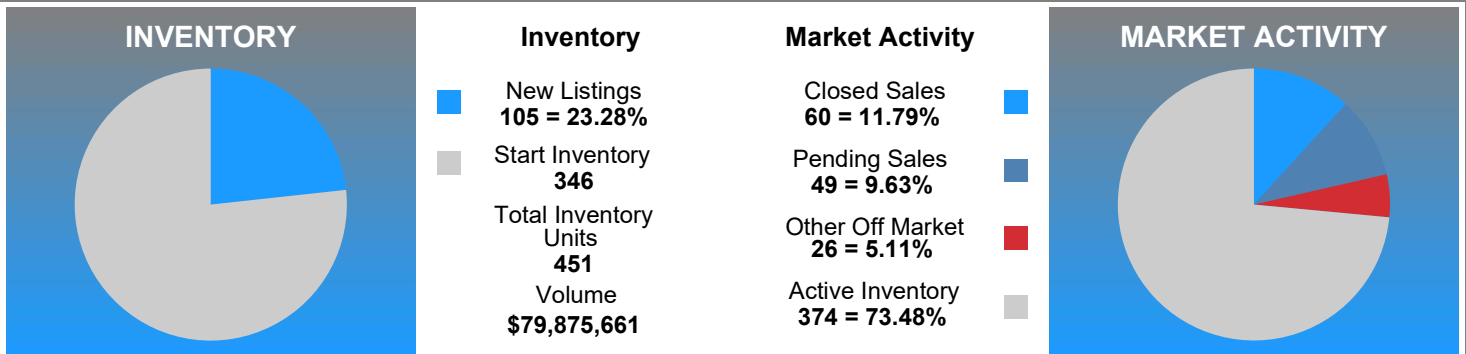 INVENTORY
Inventory
New Listings
105 = 23.28%
Start Inventory
346
Total Inventory
Units
451
Volume
$79,875,661
Market Activity
Closed Sales
60 = 11.79%
Pending Sales
49 = 9.63%
Other Off Market
26 = 5.11%
Active Inventory
374 = 73.48%
MARKET ACTIVITY